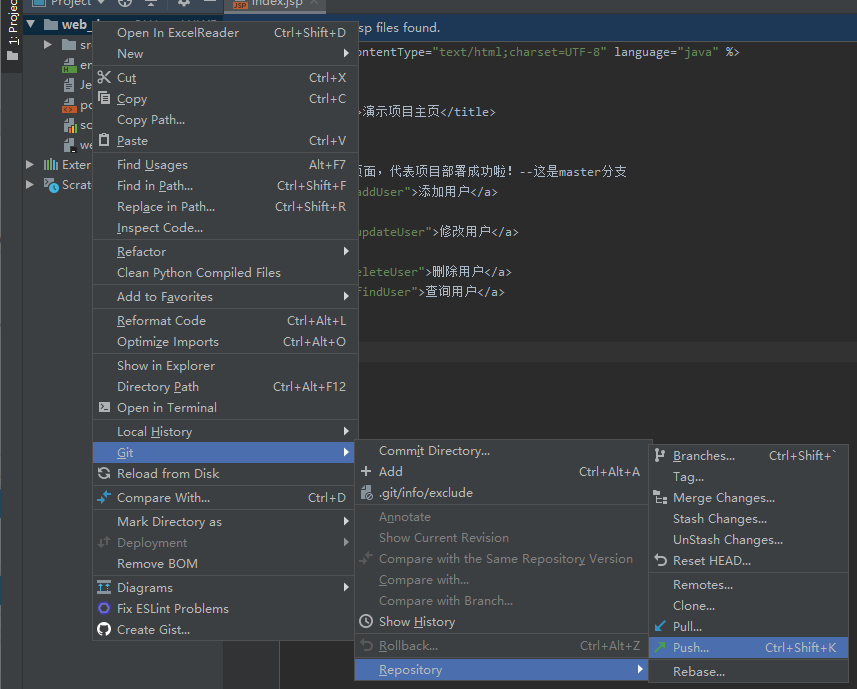 Project
index.jsp
1: Project
web_
sp files found.
Open In ExcelReader Ctrl+Shift+D
New
Cut Ctrl+X
Copy Ctrl+C
Copy Path...
Paste Ctrl+V
Find Usages Alt+F7
Find in Path... Ctrl+Shift+F
Replace in Path... Ctrl+Shift+R
Inspect Code...
Refactor
Clean Python Compiled Files
Add to Favorites
Reformat Code Ctrl+Alt+L
Optimize Imports Ctrl+Alt+O
Show in Explorer
Directory Path Ctrl+Alt+F12
Open in Terminal
Local History
Git
Reload from Disk
Compare With... Ctrl+D
Mark Directory as
Deployment
Remove BOM
Diagrams
Fix ESLint Problems
Create Gist...
sr
en
Je
po
so
we
Exter
Scrat
ontentType="text/html;charset=UTF-8" language="java" %>
>演示项目主页</title>
页面，代表项目部署成功啦！--这是master分支
addUser">添加用户</a>
updateUser">修改用户</a>
eleteUser">删除用户</a>
findUser">查询用户</a>
Commit Directory...
Add Ctrl+Alt+A
.git/info/exclude
Annotate
Show Current Revision
Compare with the Same Repository Version
Compare with...
Compare with Branch...
Show History
Rollback... Ctrl+Alt+Z
Repository
Branches... Ctrl+Shift+`
Tag...
Merge Changes...
Stash Changes...
UnStash Changes...
Reset HEAD...
Remotes...
Clone...
Pull...
Push... Ctrl+Shift+K
Rebase...